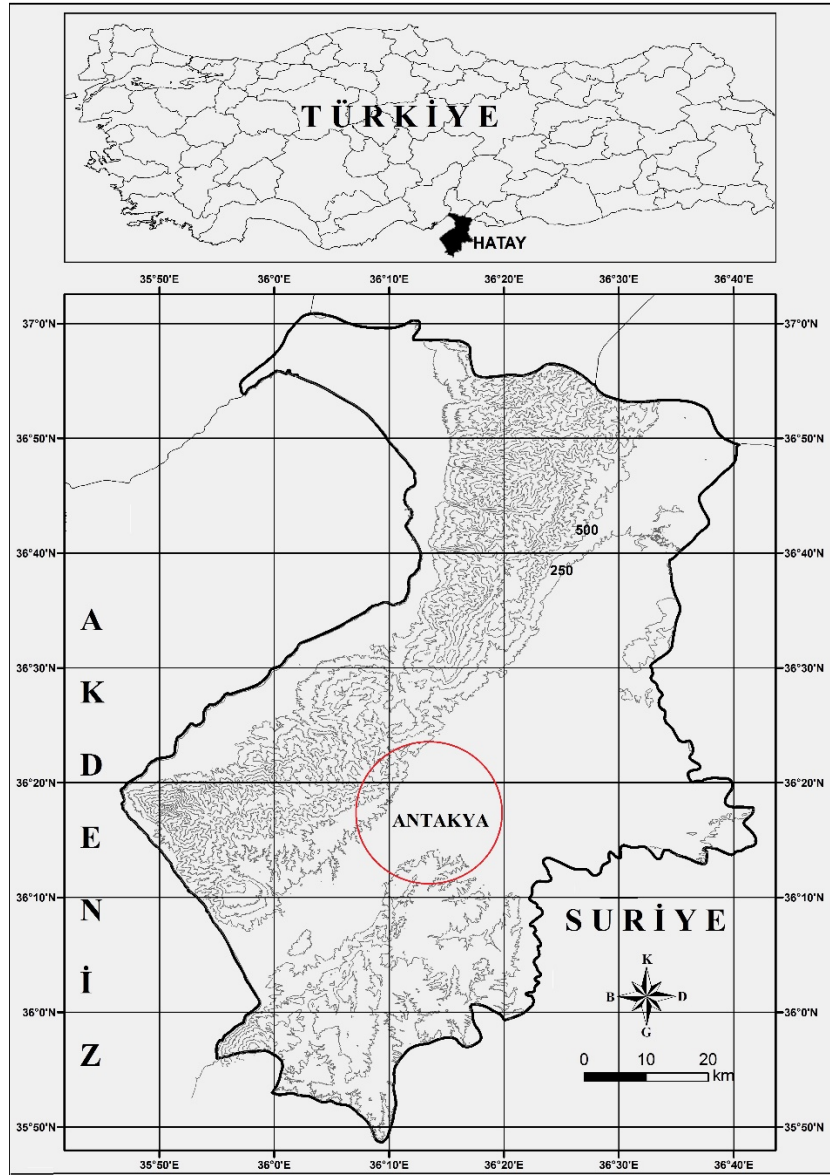 TÜRKİYE
HATAY
35°50'E 36°0'E 36°10'E 36°20'E 36°30'E 36°40'E
37°0'N 37°0'N
36°50'N 36°50'N
500
36°40'N 36°40'N
250
36°30'N 36°30'N
36°20'N 36°20'N
ANTAKYA
36°10'N 36°10'N
AKDENİZ
SURİYE
K
B D
G
36°0'N 36°0'N
0 10 20
km
35°50'N 35°50'N
35°50'E 36°0'E 36°10'E 36°20'E 36°30'E 36°40'E